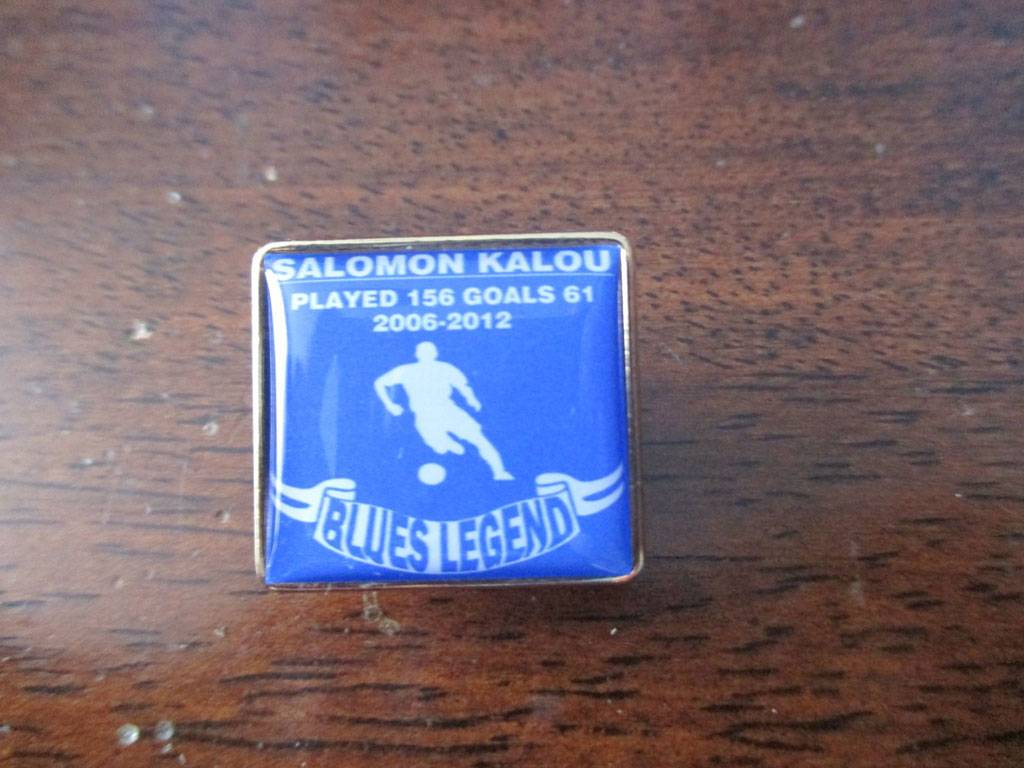 SALOMON KALOU
PLAYED 156 GOALS 61
2006-2012
BLUES LEGEND